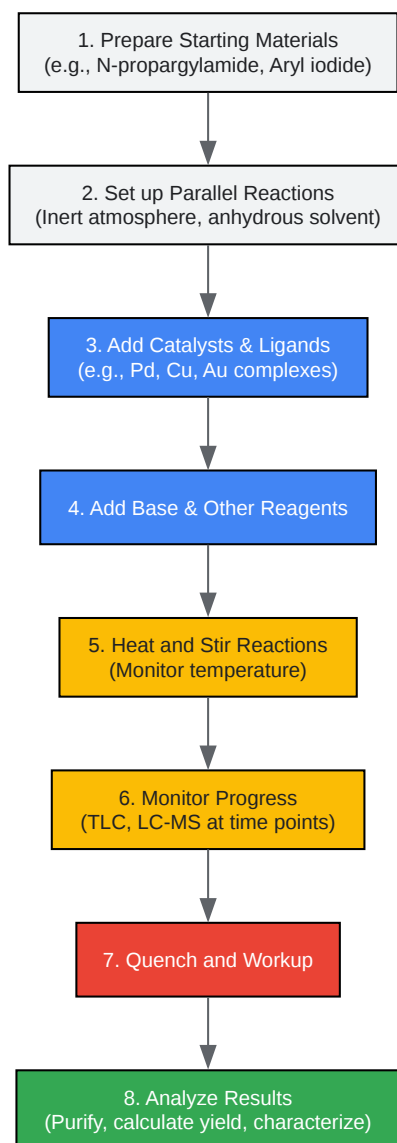 1. Prepare Starting Materials
(e.g., N-propargylamide, Aryl iodide)
2. Set up Parallel Reactions
(Inert atmosphere, anhydrous solvent)
3. Add Catalysts & Ligands
(e.g., Pd, Cu, Au complexes)
4. Add Base & Other Reagents
5. Heat and Stir Reactions
(Monitor temperature)
6. Monitor Progress
(TLC, LC-MS at time points)
7. Quench and Workup
8. Analyze Results
(Purify, calculate yield, characterize)